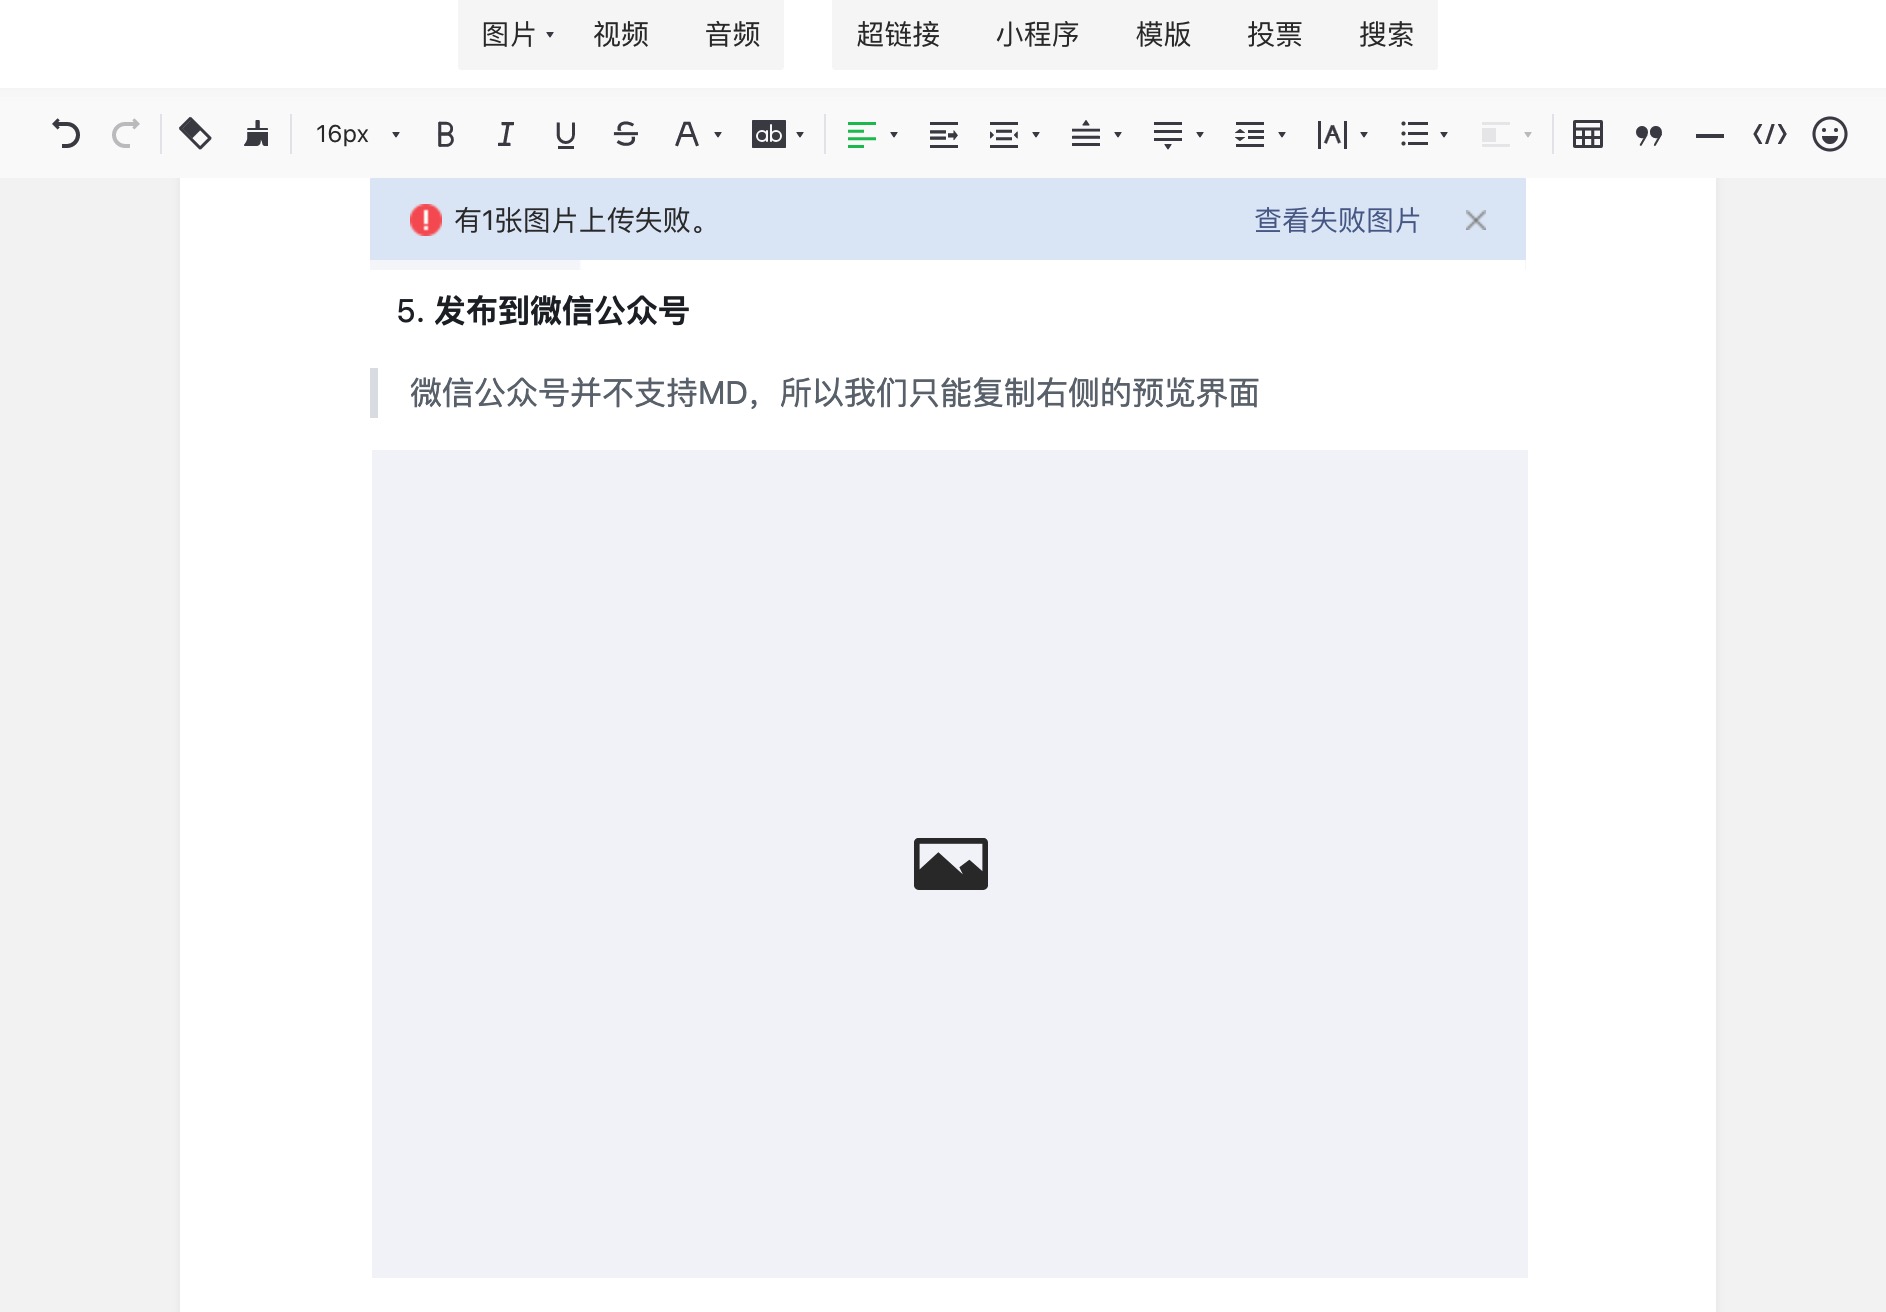 图片 视频 音频 超链接 小程序 模版 投票 搜索
16px B I U S A ab A
有1张图片上传失败。 查看失败图片
5. 发布到微信公众号
微信公众号并不支持MD，所以我们只能复制右侧的预览界面